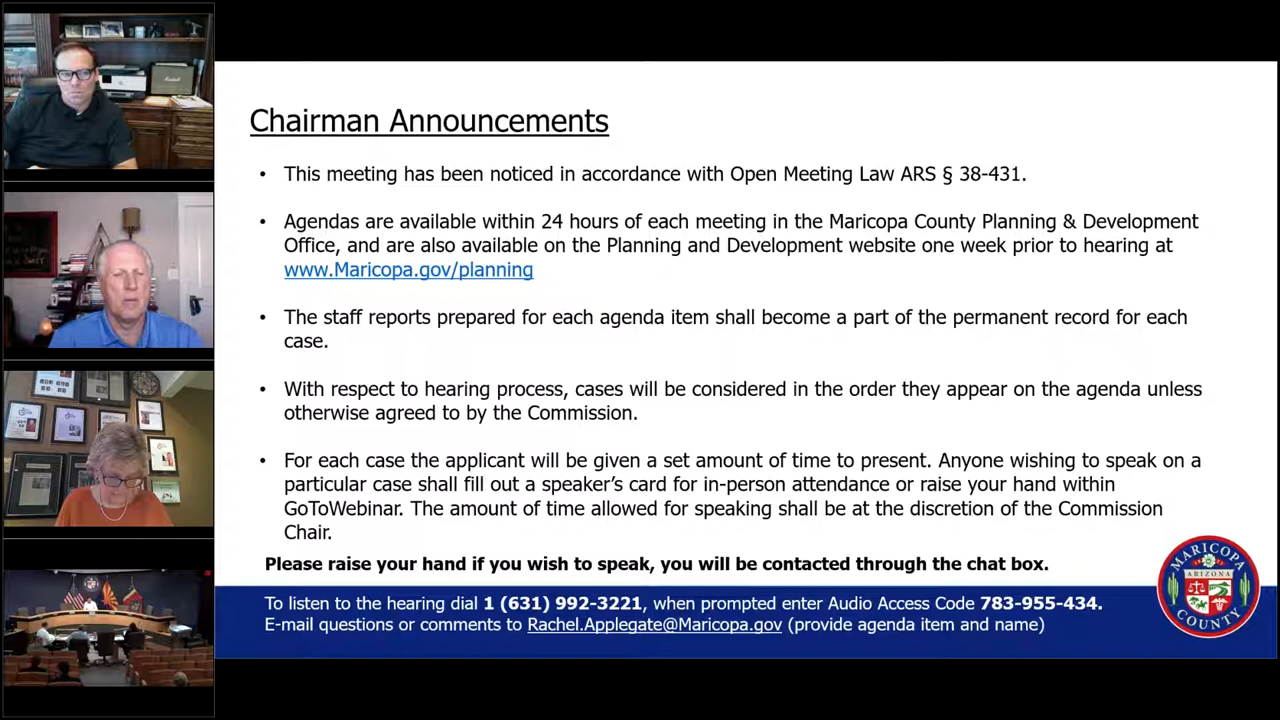 Chairman Announcements
• This meeting has been noticed in accordance with Open Meeting Law ARS § 38-431.
• Agendas are available within 24 hours of each meeting in the Maricopa County Planning & Development
Office, and are also available on the Planning and Development website one week prior to hearing at
www.Maricopa.gov/planning
• The staff reports prepared for each agenda item shall become a part of the permanent record for each
case.
• With respect to hearing process, cases will be considered in the order they appear on the agenda unless
otherwise agreed to by the Commission.
• For each case the applicant will be given a set amount of time to present. Anyone wishing to speak on a
particular case shall fill out a speaker's card for in-person attendance or raise your hand within
GoToWebinar. The amount of time allowed for speaking shall be at the discretion of the Commission
Chair.
Please raise your hand if you wish to speak, you will be contacted through the chat box.
To listen to the hearing dial 1 (631) 992-3221, when prompted enter Audio Access Code 783-955-434.
E-mail questions or comments to Rachel.Applegate@Maricopa.gov (provide agenda item and name)
MARICOPA
ARIZONA
COUNTY